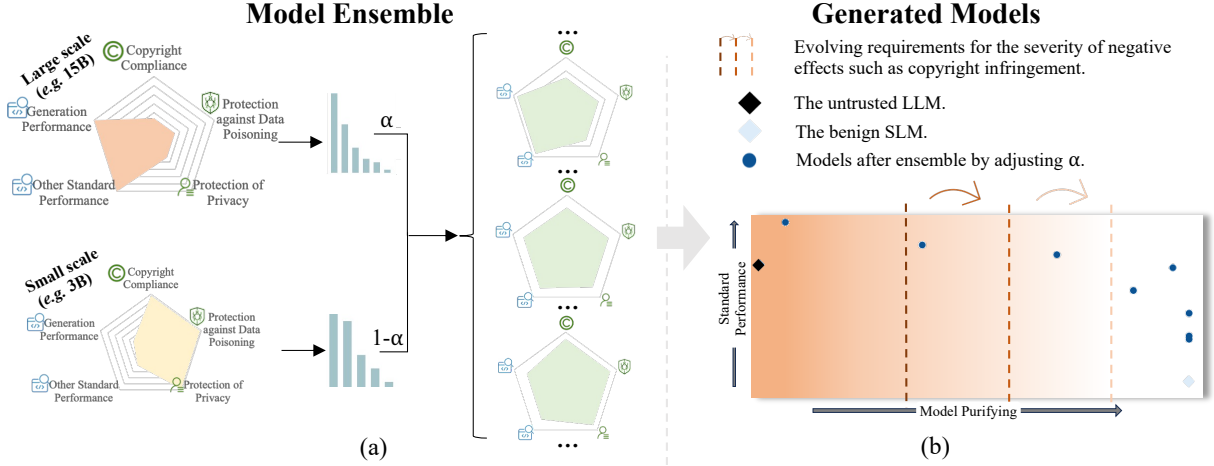 Model Ensemble
Large scale
(e.g. 15B)
Copyright
Compliance
Generation
Performance
Protection
against Data
Poisoning
Other Standard
Performance
Protection of
Privacy
α
Small scale
(e.g. 3B)
Copyright
Compliance
Generation
Performance
Protection
against Data
Poisoning
Other Standard
Performance
Protection of
Privacy
1-α
(a)
Generated Models
Evolving requirements for the severity of negative
effects such as copyright infringement.
The untrusted LLM.
The benign SLM.
Models after ensemble by adjusting α.
Standard
Performance
Model Purifying
(b)